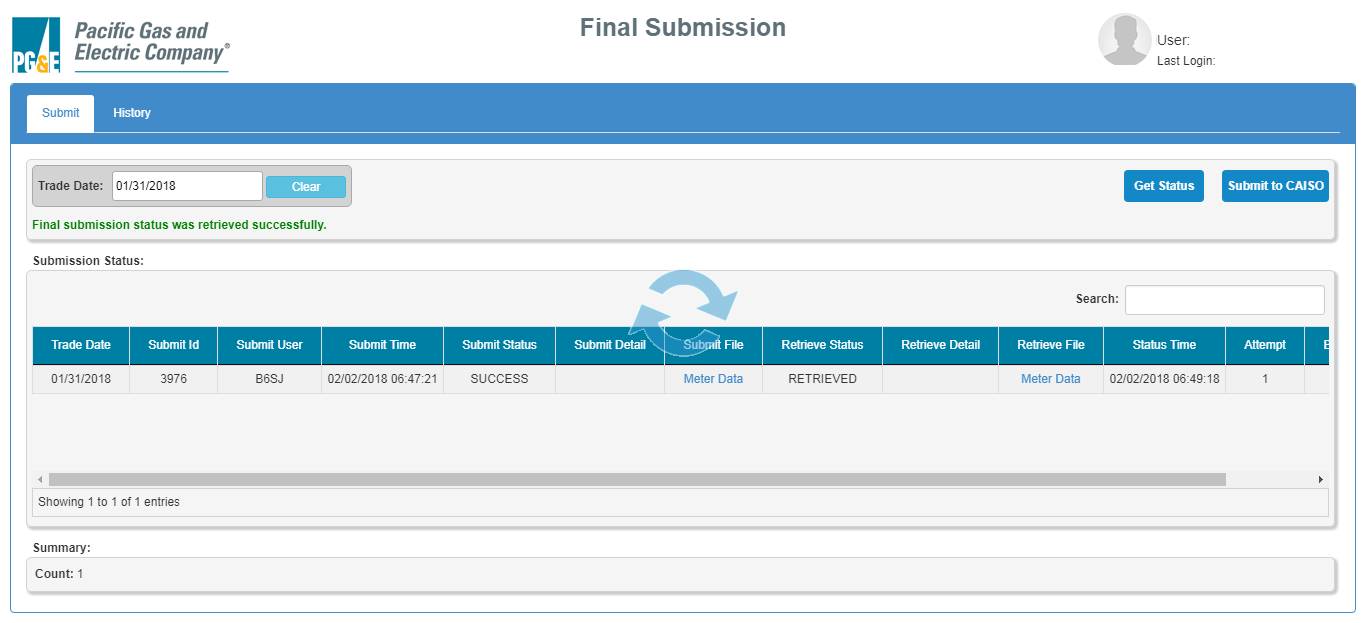 PG&E
Pacific Gas and
Electric Company®
Final Submission
User:
Last Login:
Submit History
Trade Date: 01/31/2018 Clear Get Status Submit to CAISO
Final submission status was retrieved successfully.
Submission Status:
Search:
Trade Date Submit Id Submit User Submit Time Submit Status Submit Detail Submit File Retrieve Status Retrieve Detail Retrieve File Status Time Attempt
01/31/2018 3976 B6SJ 02/02/2018 06:47:21 SUCCESS Meter Data RETRIEVED Meter Data 02/02/2018 06:49:18 1
Showing 1 to 1 of 1 entries
Summary:
Count: 1